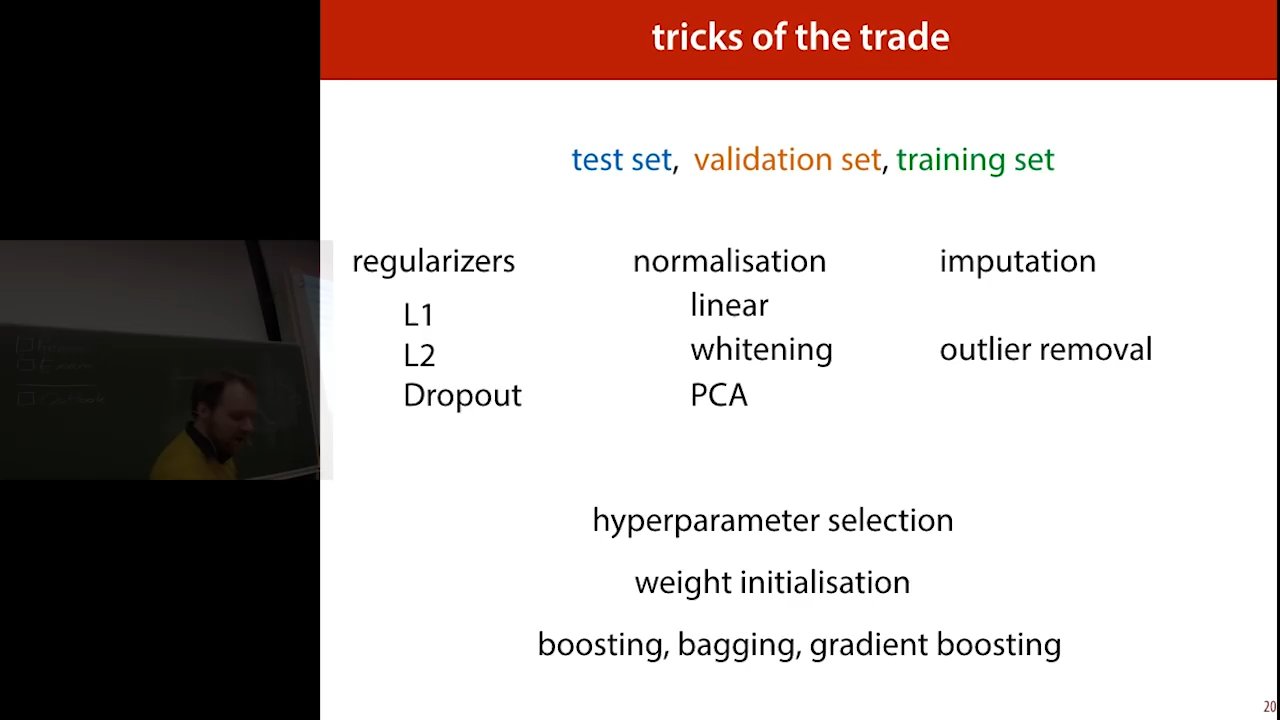 tricks of the trade
test set, validation set, training set
regularizers
L1
L2
Dropout
normalisation
linear
whitening
PCA
imputation
outlier removal
hyperparameter selection
weight initialisation
boosting, bagging, gradient boosting
20